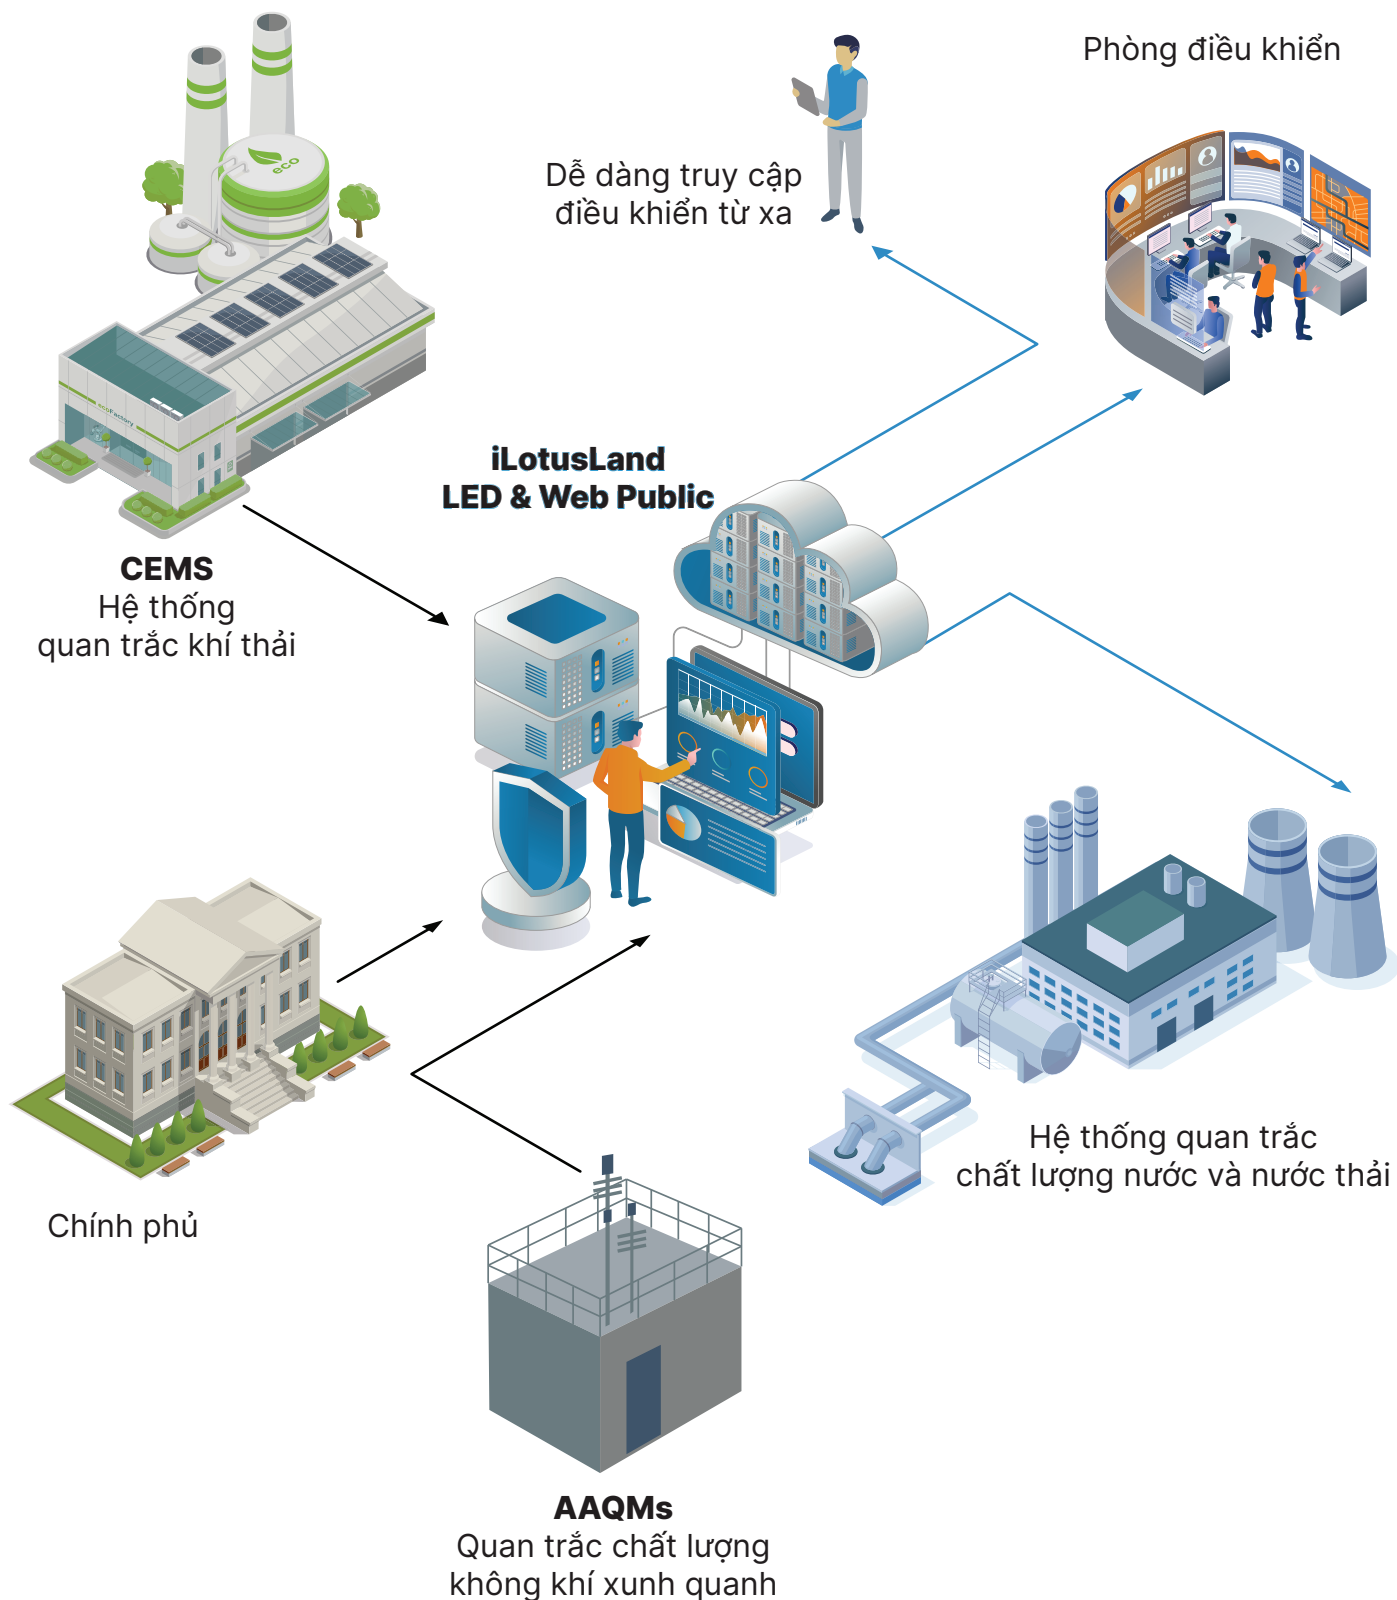 Phòng điều khiển
Dễ dàng truy cập
điều khiển từ xa
eco
ecoFactory
iLotusLand
LED & Web Public
CEMS
Hệ thống
quan trắc khí thải
Hệ thống quan trắc
chất lượng nước và nước thải
Chính phủ
AAQMs
Quan trắc chất lượng
không khí xunh quanh